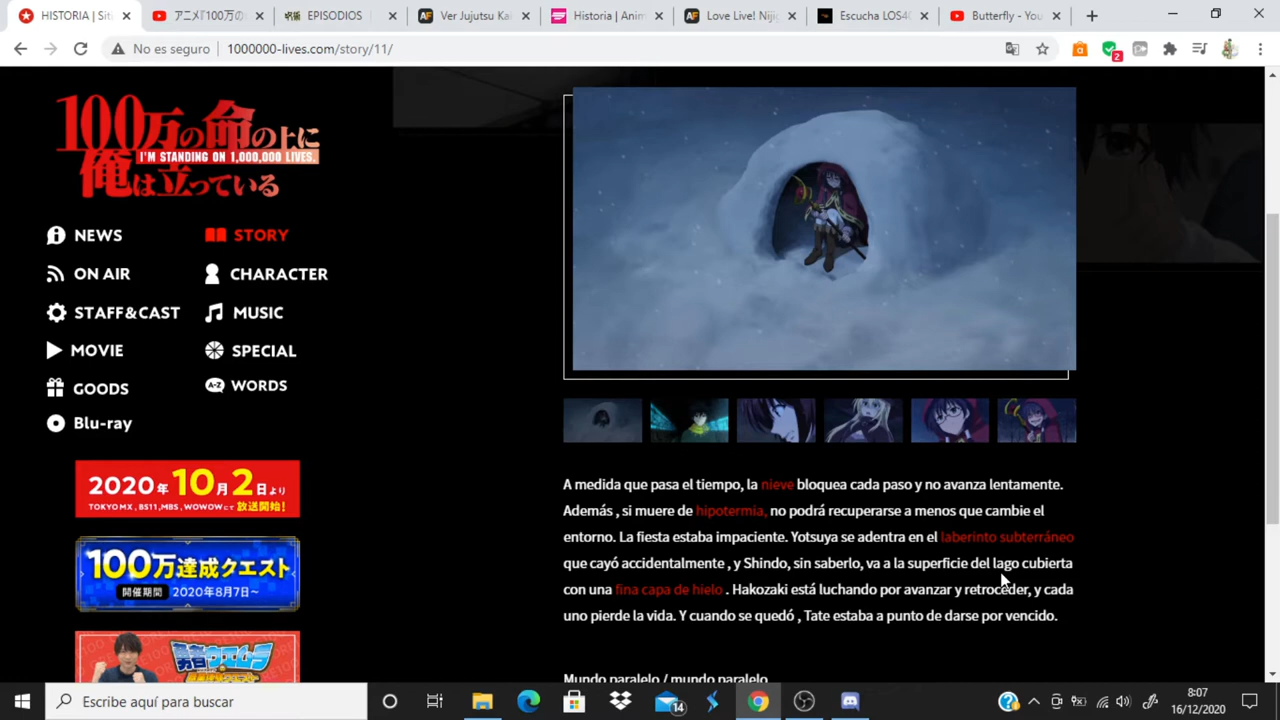 HISTORIA | Sit
アニメ『100万の
EPISODIOS
Ver Jujutsu Kai
Historia | Anim
Love Live! Niji
Escucha LOS40
Butterfly - You
No es seguro
1000000-lives.com/story/11/
2
100万の命の上に
I'M STANDING ON 1,000,000 LIVES.
俺は立っている
NEWS
STORY
ON AIR
CHARACTER
STAFF&CAST
MUSIC
MOVIE
SPECIAL
GOODS
WORDS
Blu-ray
2020年10月2日より
TOKYO MX、BS11、MBS、WOWOWにて放送開始!
100万達成クエスト
開催期間 2020年8月7日~
勇者ウエムラ
A medida que pasa el tiempo, la nieve bloquea cada paso y no avanza lentamente.
Además , si muere de hipotermia, no podrá recuperarse a menos que cambie el
entorno. La fiesta estaba impaciente. Yotsuya se adentra en el laberinto subterráneo
que cayó accidentalmente , y Shindo, sin saberlo, va a la superficie del lago cubierta
con una fina capa de hielo . Hakozaki está luchando por avanzar y retroceder, y cada
uno pierde la vida. Y cuando se quedó , Tate estaba a punto de darse por vencido.
Mundo paralelo / mundo paralelo
Escribe aquí para buscar
14
8:07
16/12/2020